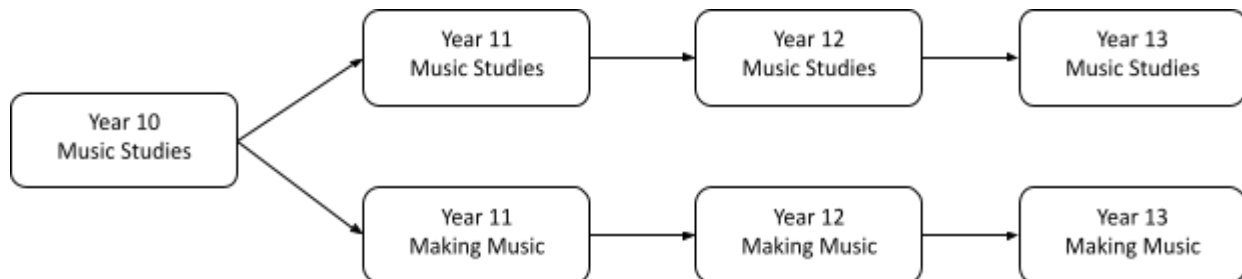 Year 11
Music Studies
Year 12
Music Studies
Year 13
Music Studies
Year 10
Music Studies
Year 11
Making Music
Year 12
Making Music
Year 13
Making Music